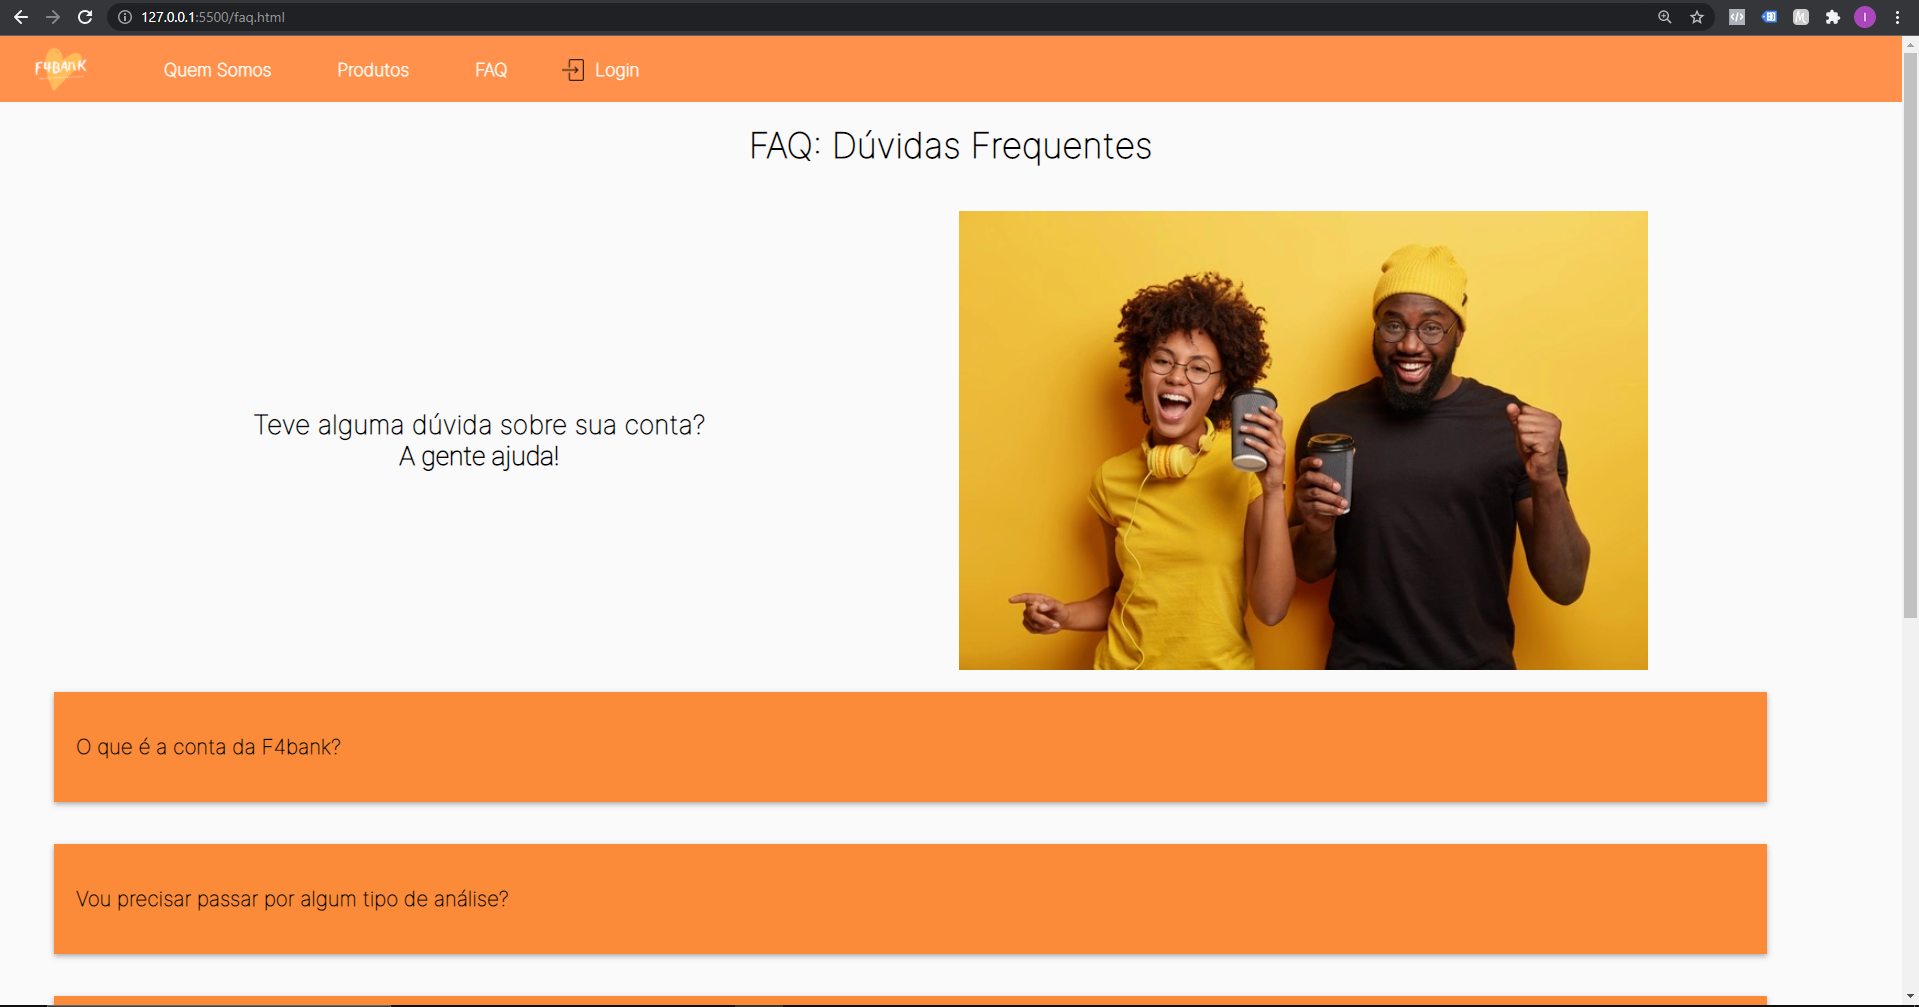 127.0.0.1:5500/faq.html
I
F4BANK
Quem Somos
Produtos
FAQ
Login
FAQ: Dúvidas Frequentes
Teve alguma dúvida sobre sua conta?
A gente ajuda!
O que é a conta da F4bank?
Vou precisar passar por algum tipo de análise?